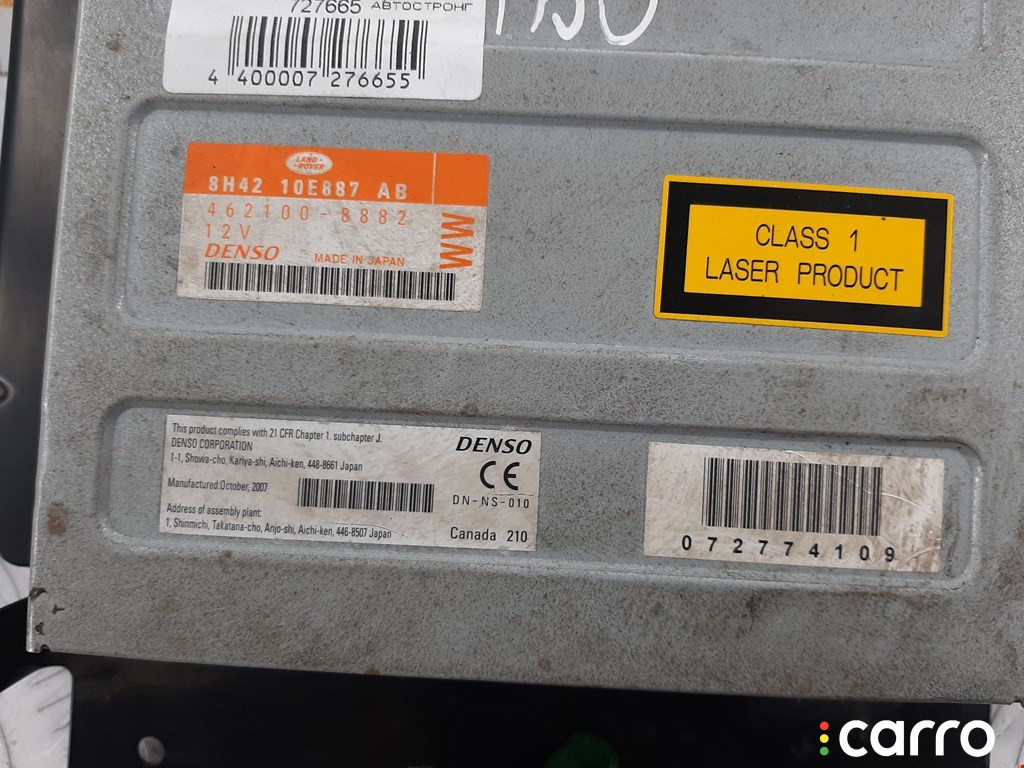 727665 АВТОСТРОНГ
4 400007 276655
LAND
ROVER
8H42 10E887 AB
462100-8882
12V
DENSO MADE IN JAPAN
WW
CLASS 1
LASER PRODUCT
This product complies with 21 CFR Chapter 1. subchapter J.
DENSO CORPORATION
1-1, Showa-cho, Kariya-shi, Aichi-ken, 448-8661 Japan
Manufactured:October, 2007
Address of assembly plant:
1, Shinmichi, Takatana-cho, Anjo-shi, Aichi-ken, 446-8507 Japan
DENSO
CE
DN-NS-010
Canada 210
072774109
carro